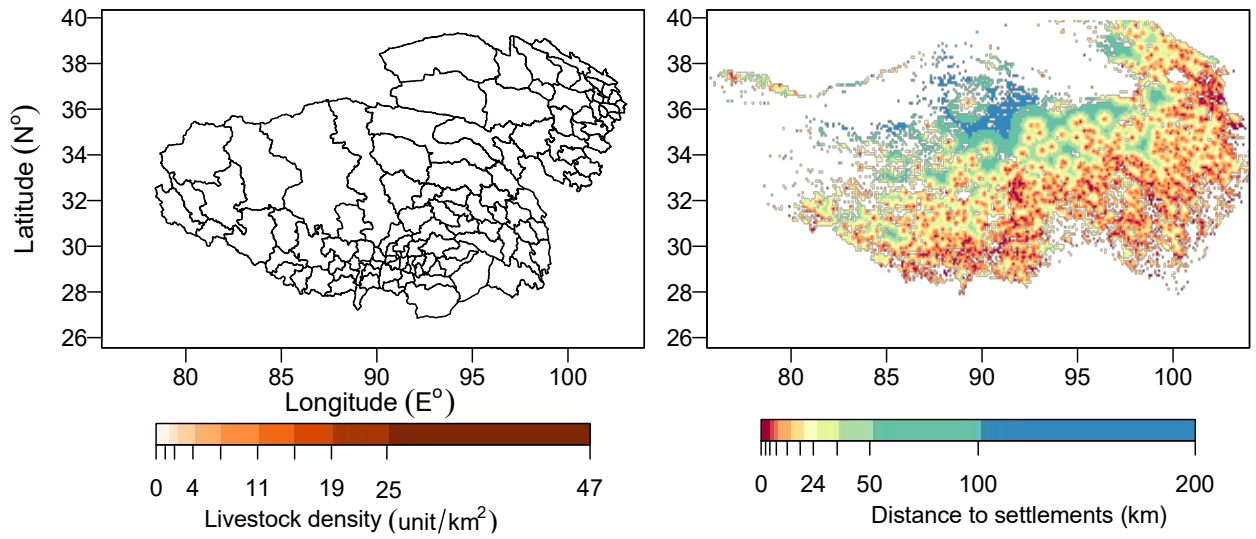 40
38
36
34
32
30
28
26
Latitude (N°)
80 85 90 95 100
Longitude (E°)
0 4 11 19 25 47
Livestock density (unit/km²)
40
38
36
34
32
30
28
26
80 85 90 95 100
0 24 50 100 200
Distance to settlements (km)